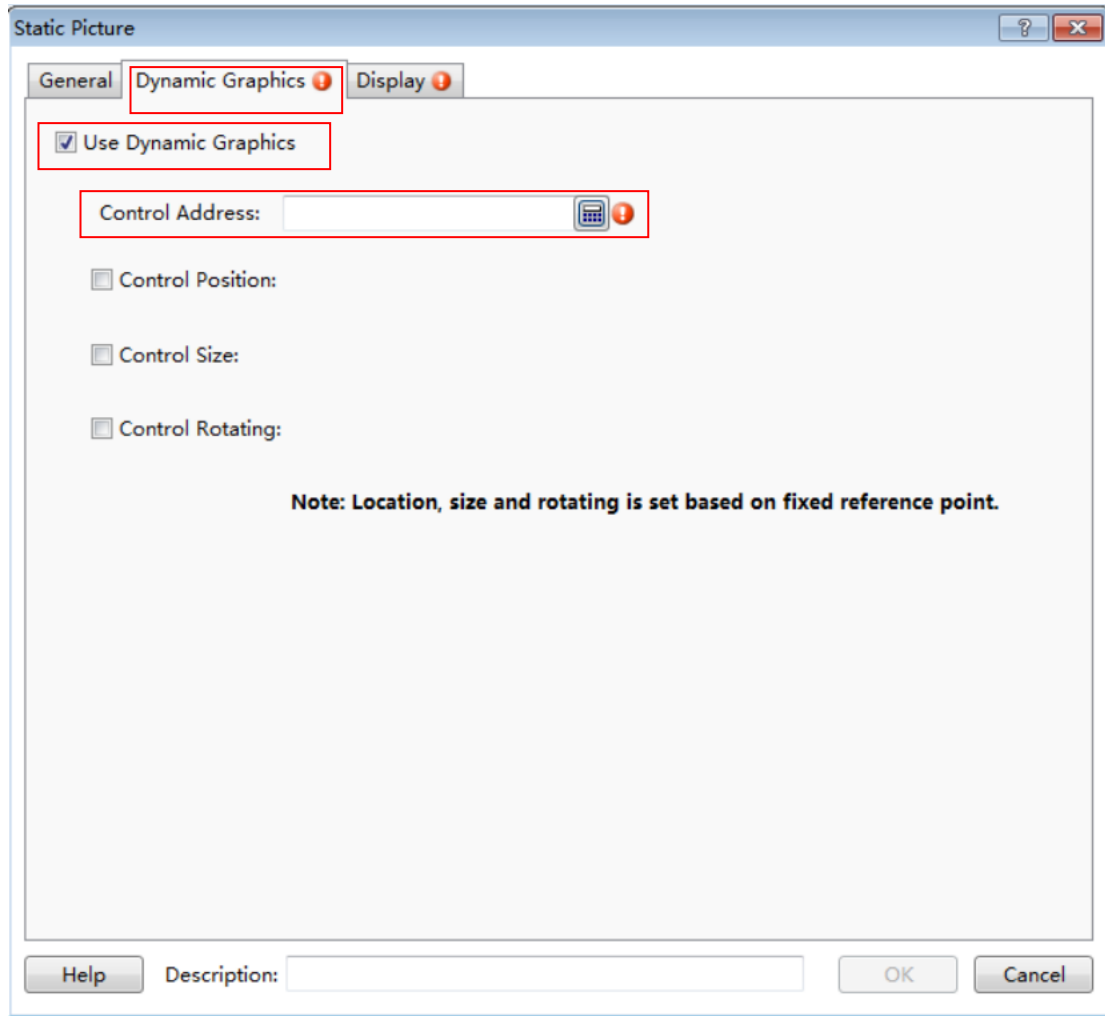 Static Picture
General Dynamic Graphics Display
Use Dynamic Graphics
Control Address:
Control Position:
Control Size:
Control Rotating:
Note: Location, size and rotating is set based on fixed reference point.
Help Description: OK Cancel